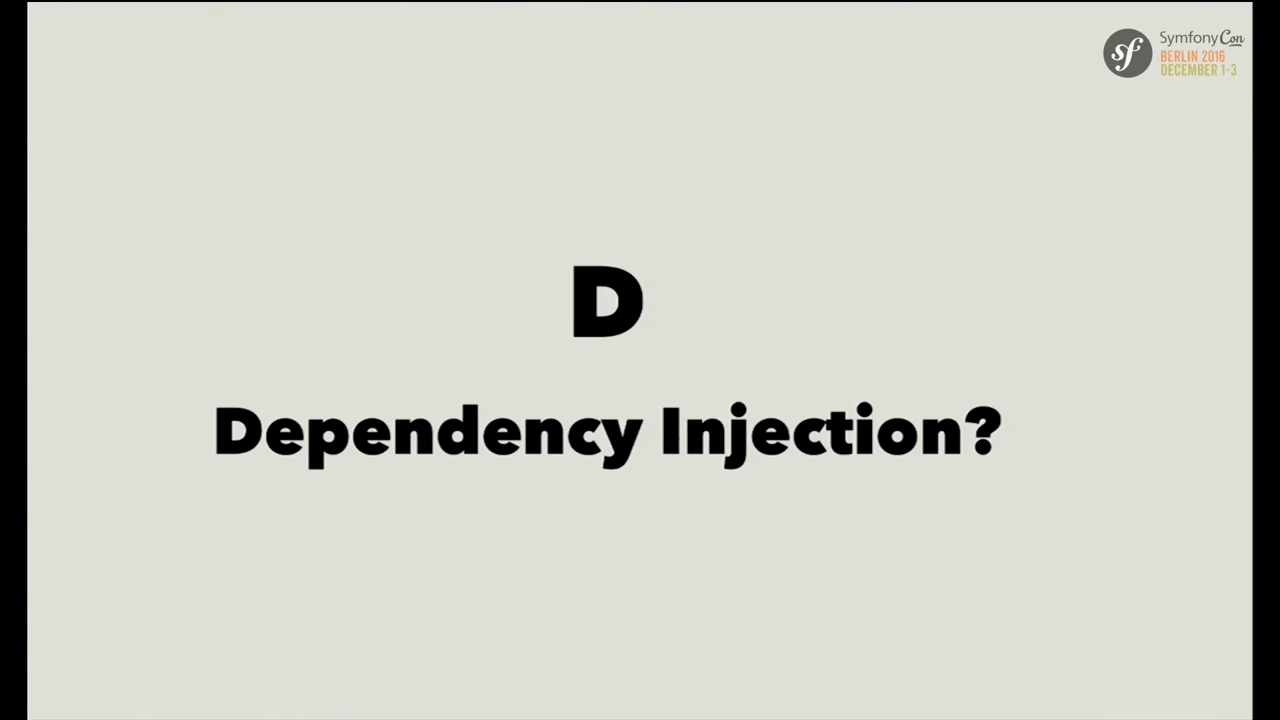 SymfonyCon
BERLIN 2016
DECEMBER 1-3
D
Dependency Injection?